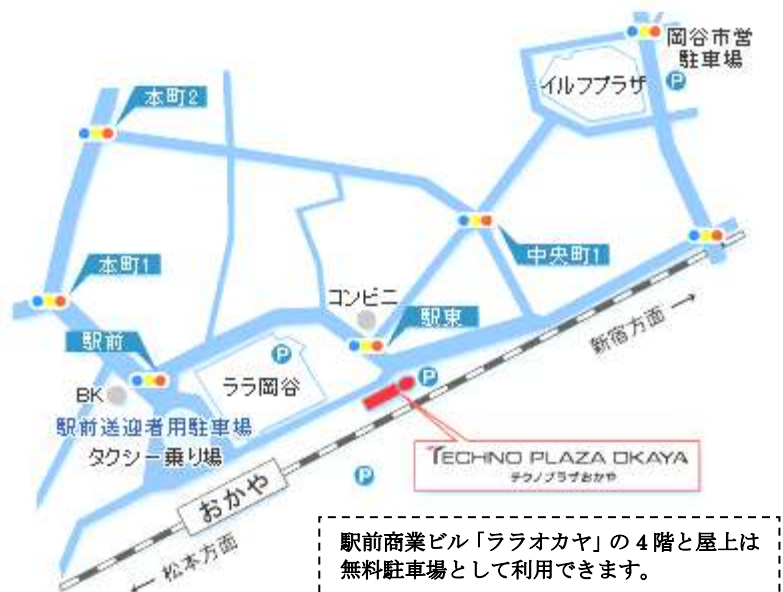 岡谷市営
駐車場
P
イルフプラザ
本町2
中央町1
本町1
コンビニ
駅東
駅前
P
ララ岡谷
P
BK
駅前送迎者用駐車場
タクシー乗り場
新宿方面
TECHNO PLAZA OKAYA
テクノプラザおかや
P
おかや
松本方面
駅前商業ビル「ララオカヤ」の4階と屋上は
無料駐車場として利用できます。